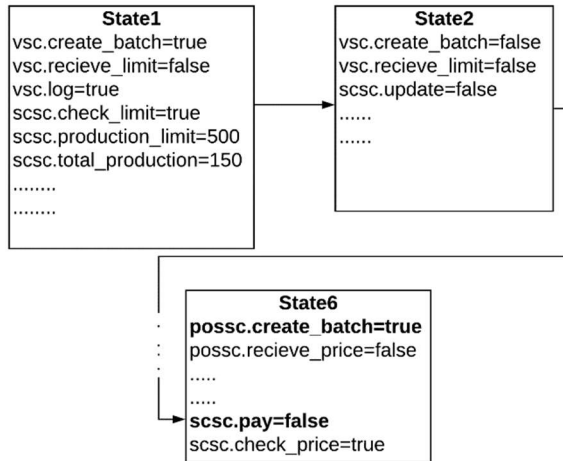 State1
vsc.create_batch=true
vsc.recieve_limit=false
vsc.log=true
scsc.check_limit=true
scsc.production_limit=500
scsc.total_production=150
........
........
State2
vsc.create_batch=false
vsc.recieve_limit=false
scsc.update=false
......
......
State6
possc.create_batch=true
possc.recieve_price=false
.....
.....
scsc.pay=false
scsc.check_price=true